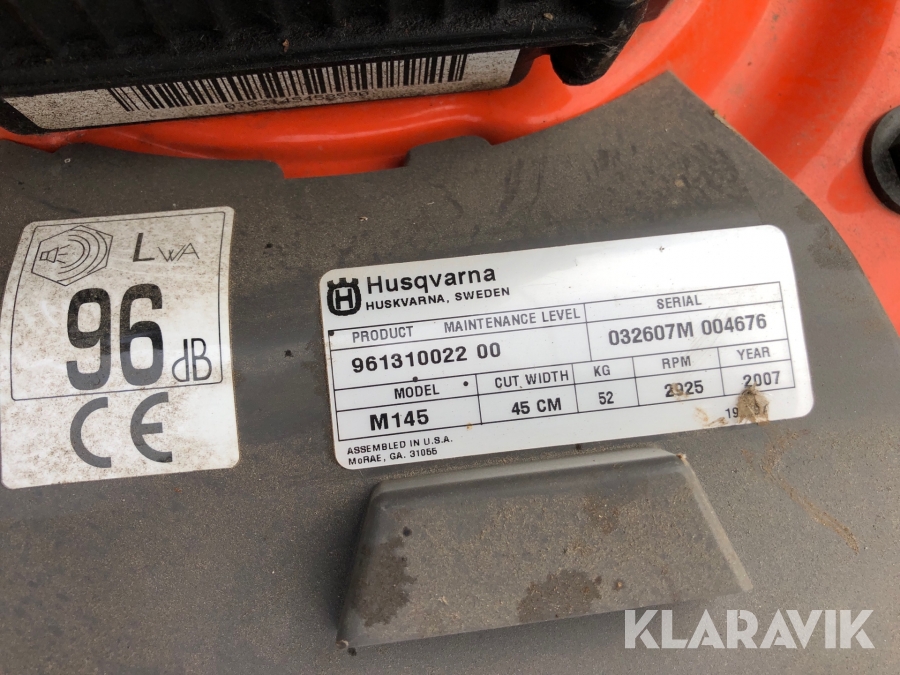 LWA
96
dB
CE
H
Husqvarna
HUSKVARNA, SWEDEN
PRODUCT MAINTENANCE LEVEL SERIAL
961310022 00 032607M 004676
MODEL CUT. WIDTH KG RPM YEAR
M145 45 CM 52 2925 2007
ASSEMBLED IN U.S.A.
McRAE, GA. 31055
KLARAVIK